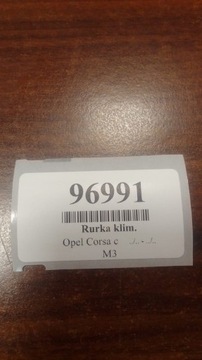 96991
Rurka klim.
Opel Corsa c ../.. - ../..
M3